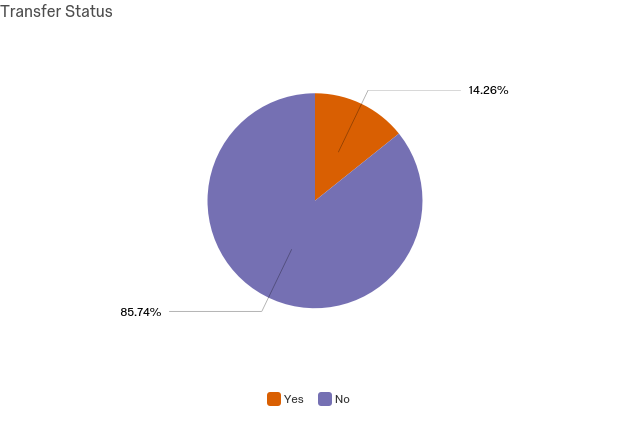 Transfer Status
14.26%
85.74%
Yes No